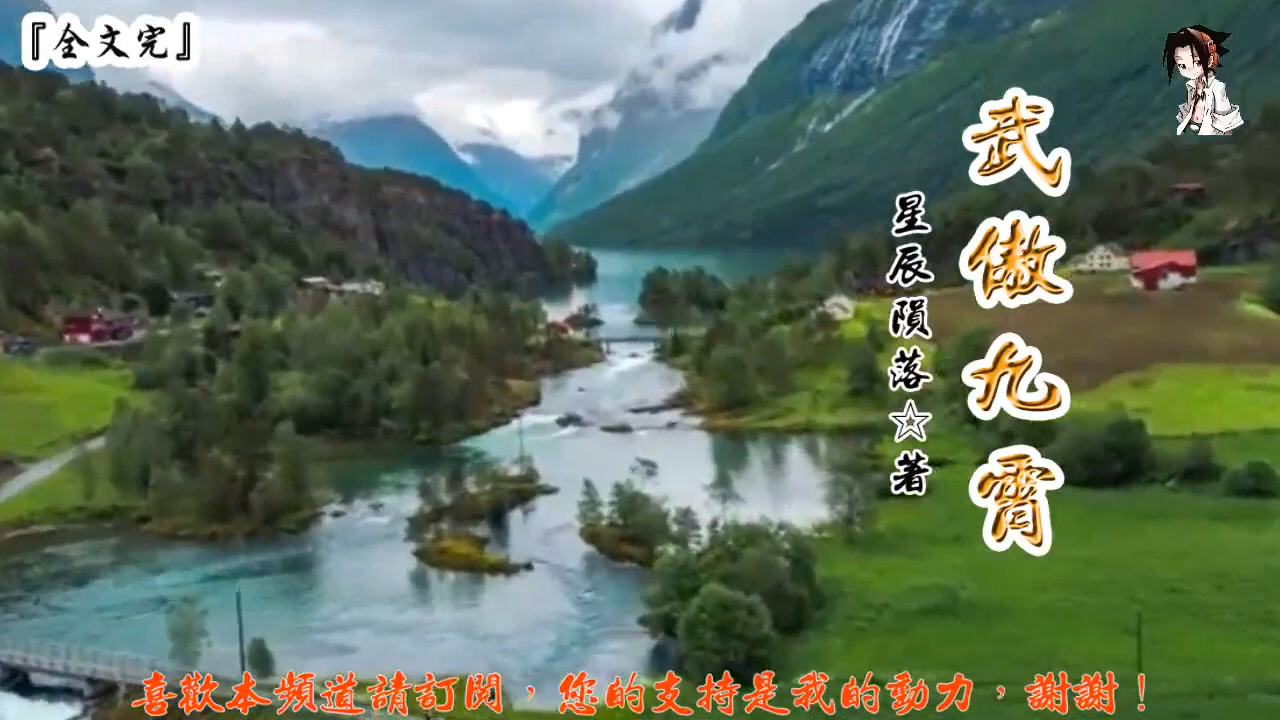 『全文完』
武傲九霄
星辰隕落☆著
喜歡本頻道請訂閱，您的支持是我的動力，謝謝！